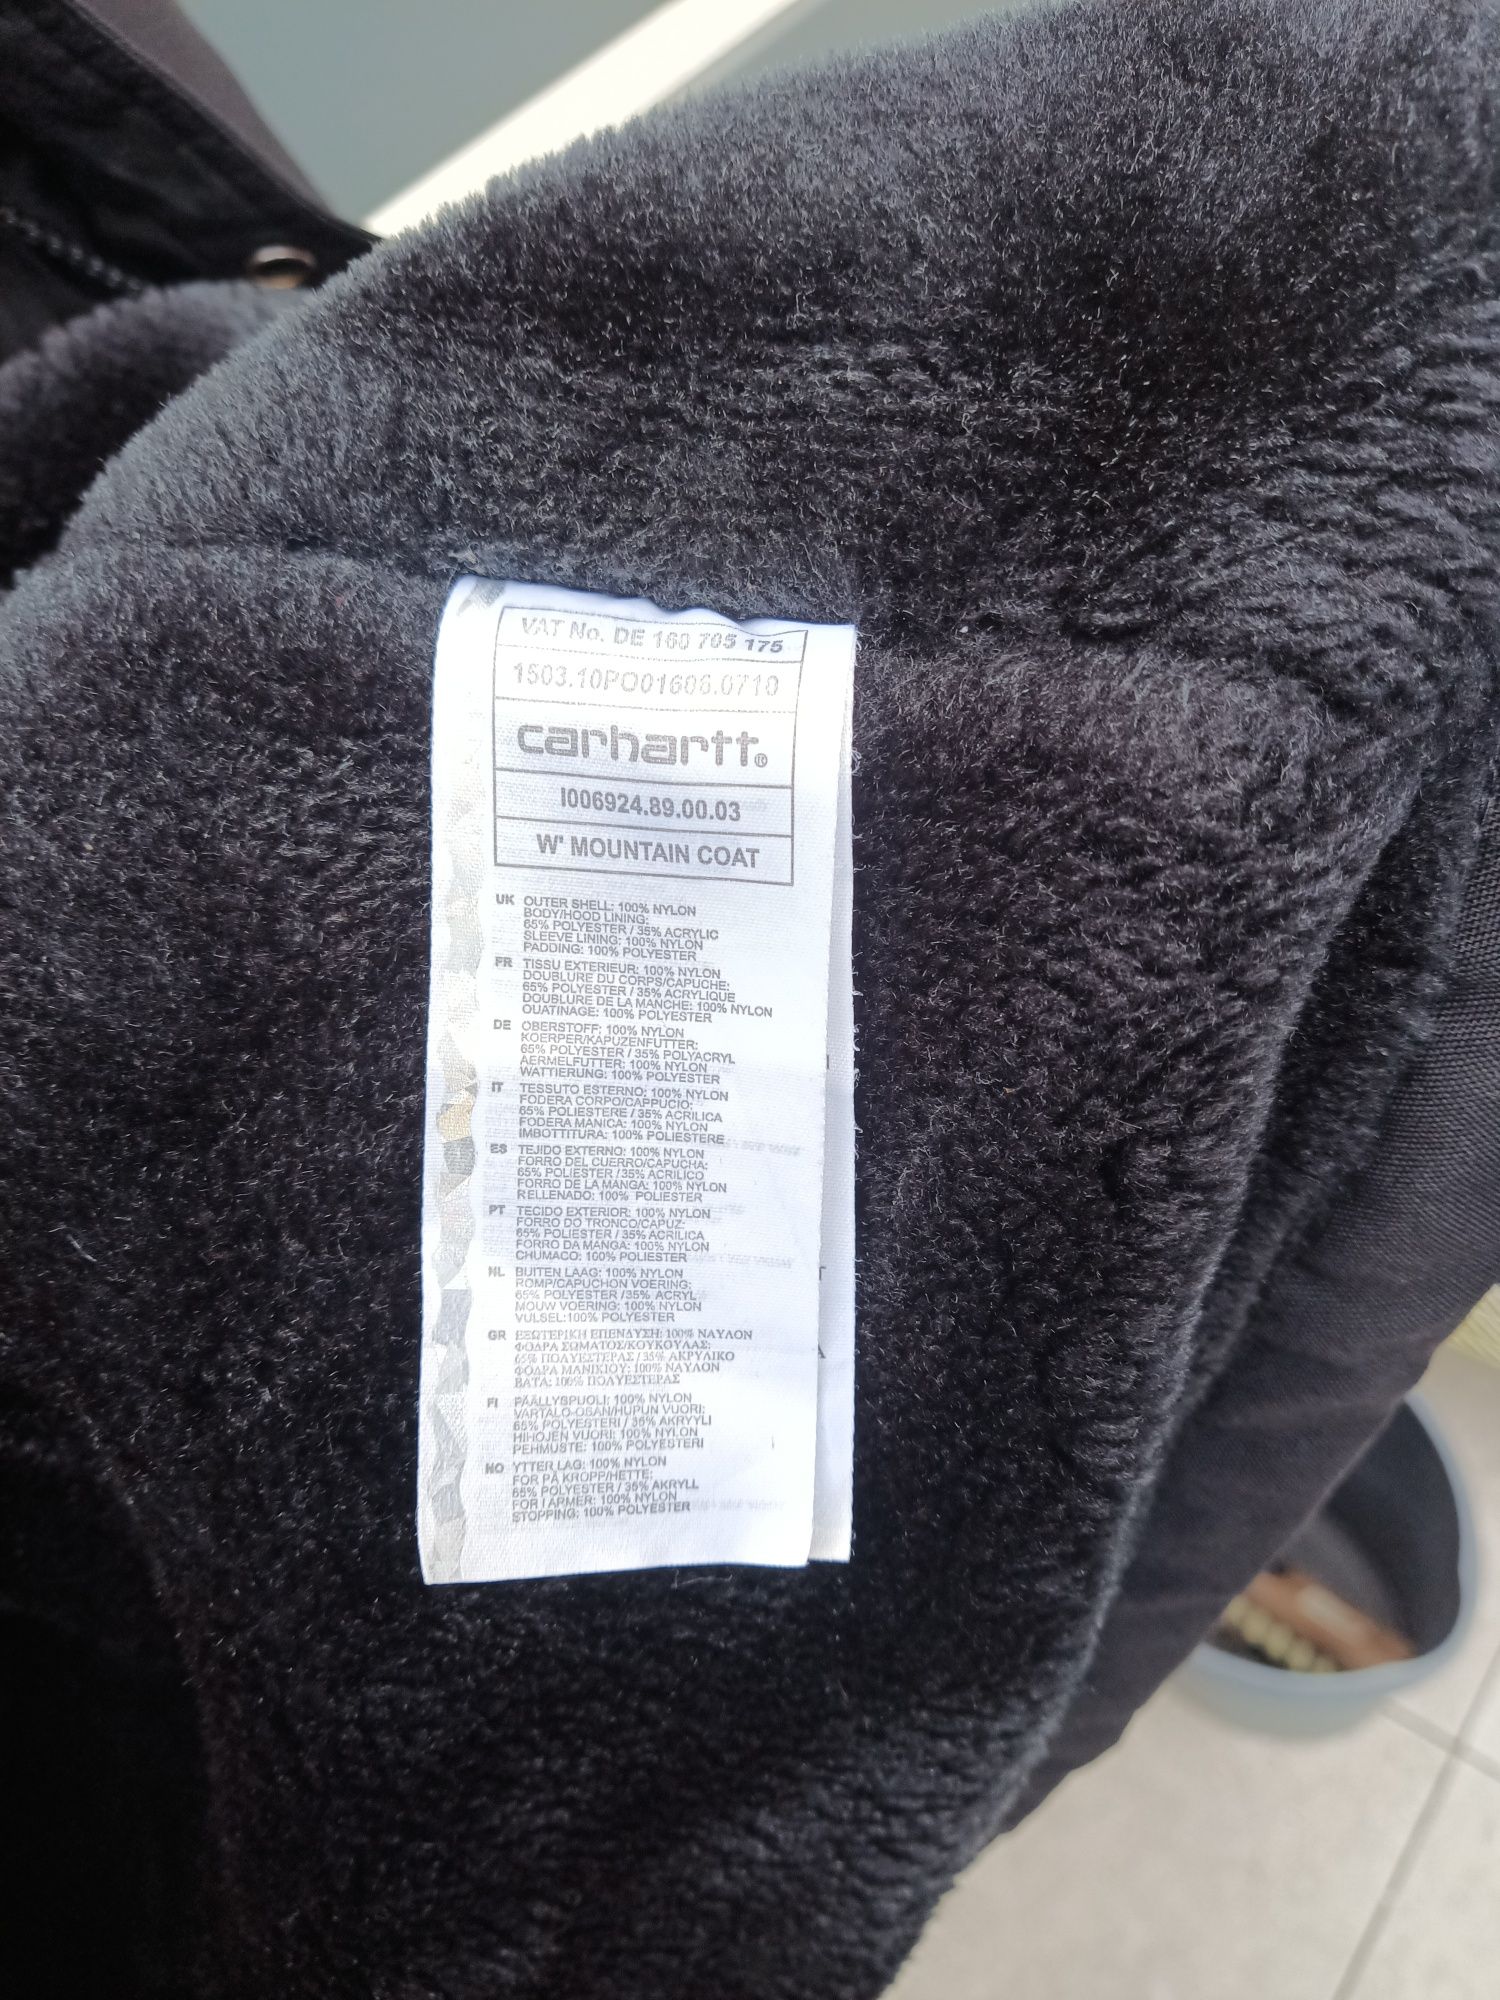 VAT No. DE 160 705 175
1503.10PO01606.0710
carhartt®
I006924.89.00.03
W' MOUNTAIN COAT
UK OUTER SHELL: 100% NYLON
BODY/HOOD LINING:
65% POLYESTER / 35% ACRYLIC
SLEEVE LINING: 100% NYLON
PADDING: 100% POLYESTER
FR TISSU EXTERIEUR: 100% NYLON
DOUBLURE DU CORPS/CAPUCHE:
65% POLYESTER / 35% ACRYLIQUE
DOUBLURE DE LA MANCHE: 100% NYLON
OUATINAGE: 100% POLYESTER
DE OBERSTOFF: 100% NYLON
KOERPER/KAPUZENFUTTER:
65% POLYESTER / 35% POLYACRYL
AERMELFUTTER: 100% NYLON
WATTIERUNG: 100% POLYESTER
IT TESSUTO ESTERNO: 100% NYLON
FODERA CORPO/CAPPUCIO:
65% POLIESTERE / 35% ACRILICA
FODERA MANICA: 100% NYLON
IMBOTTITURA: 100% POLIESTERE
ES TEJIDO EXTERNO: 100% NYLON
FORRO DEL CUERRO/CAPUCHA:
65% POLIESTER /35% ACRILICO
FORRO DE LA MANGA: 100% NYLON
RELLENADO: 100% POLIESTER
PT TECIDO EXTERIOR: 100% NYLON
FORRO DO TRONCO/CAPUZ:
65% POLIESTER / 35% ACRILICA
FORRO DA MANGA: 100% NYLON
CHUMACO: 100% POLIESTER
NL BUITEN LAAG: 100% NYLON
ROMP/CAPUCHON VOERING:
65% POLYESTER /35% ACRYL
MOUW VOERING: 100% NYLON
VULSEL:100% POLYESTER
GR ΕΞΩΤΕΡΙΚΗ ΕΠΕΝΔΥΣΗ: 100% ΝΑΥΛΟΝ
ΦΟΔΡΑ ΣΩΜΑΤΟΣ/ΚΟΥΚΟΥΛΑΣ:
65% ΠΟΛΥΕΣΤΕΡΑΣ / 35% ΑΚΡΥΛΙΚΟ
ΦΟΔΡΑ ΜΑΝΙΚΙΟΥ: 100% ΝΑΥΛΟΝ
ΒΑΤΑ: 100% ΠΟΛΥΕΣΤΕΡΑΣ
FI PÄÄLLYSPUOLI: 100% NYLON
VARTALO-OSAN/HUPUN VUORI:
65% POLYESTERI / 35% AKRYYLI
HIHOJEN VUORI: 100% NYLON
PEHMUSTE: 100% POLYESTERI
NO YTTER LAG: 100% NYLON
FOR PÅ KROPP/HETTE:
65% POLYESTER / 35% AKRYLL
FOR I ARMER: 100% NYLON
STOPPING: 100% POLYESTER